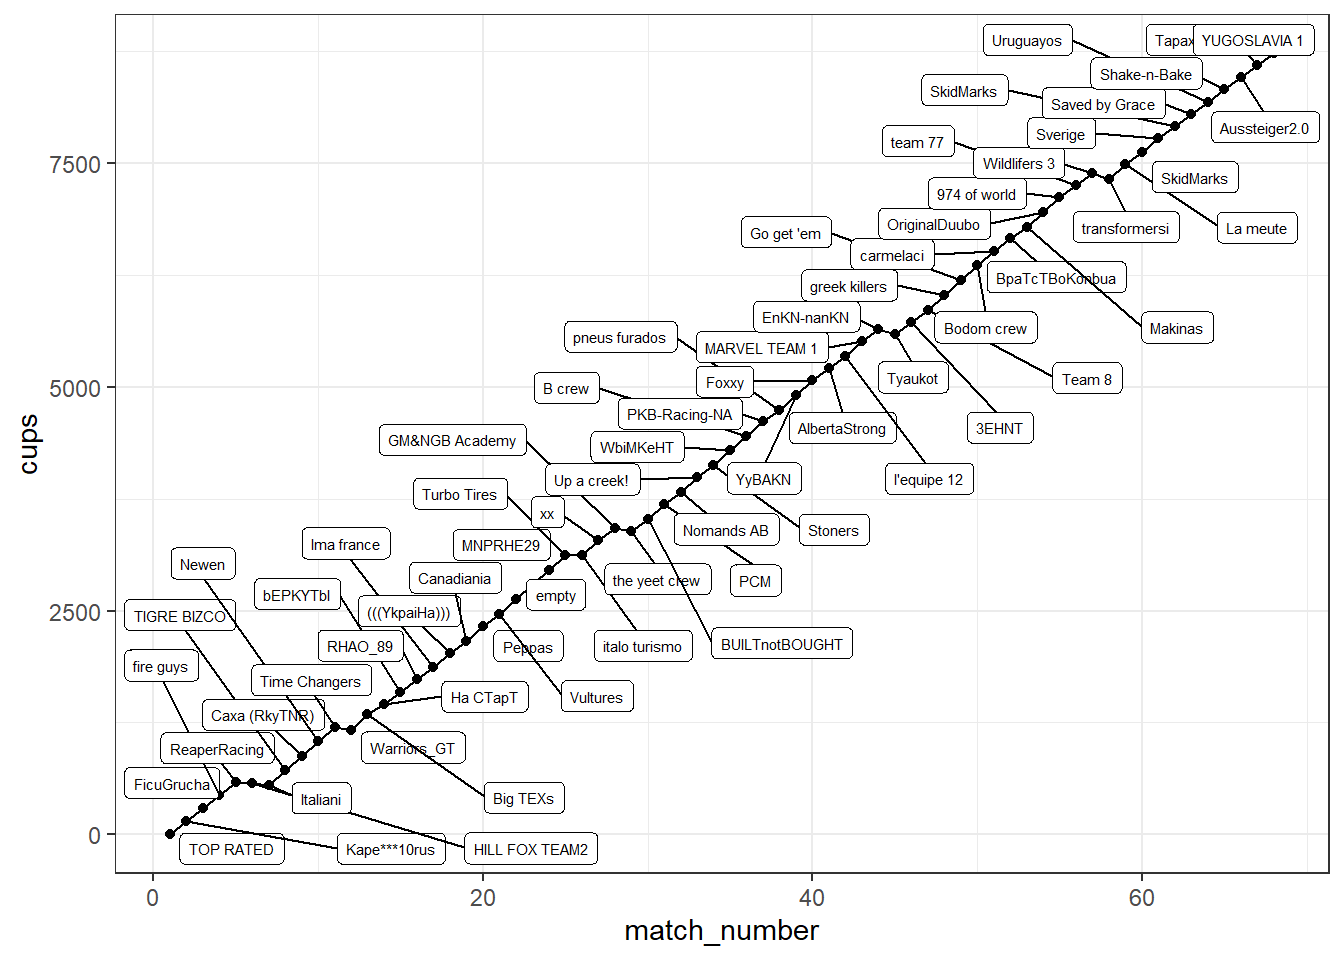 Uruguayos
YUGOSLAVIA 1
Shake-n-Bake
SkidMarks
Saved by Grace
Aussteiger2.0
Sverige
team 77
7500
Wildlifers 3
SkidMarks
974 of world
OriginalDuubo
transformersi
La meute
Go get 'em
carmelaci
BpaTcTBoKonbua
greek killers
EnKN-nanKN
Bodom crew
Makinas
pneus furados
MARVEL TEAM 1
Tyaukot
Team 8
5000
B crew
Foxxy
PKB-Racing-NA
AlbertaStrong
3EHNT
GM&NGB Academy
WbiMKeHT
cups
Up a creek!
YyBAKN
l'equipe 12
Turbo Tires
xx
Nomands AB
Stoners
Ima france
MNPRHE29
Newen
Canadiania
the yeet crew
PCM
bEPKYTbI
empty
2500
TIGRE BIZCO
(((YkpaiHa)))
RHAO_89
Peppas
italo turismo
BUILTnotBOUGHT
fire guys
Time Changers
Ha CTapT
Vultures
Caxa (RkyTNR)
ReaperRacing
Warriors_GT
FicuGrucha
Italiani
Big TEXs
0
TOP RATED
Kape***10rus
HILL FOX TEAM2
0
20
40
60
match_number